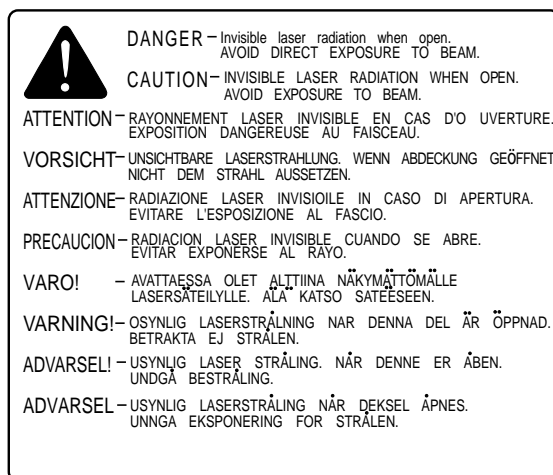 DANGER – Invisible laser radiation when open.
AVOID DIRECT EXPOSURE TO BEAM.
CAUTION – INVISIBLE LASER RADIATION WHEN OPEN.
AVOID EXPOSURE TO BEAM.
ATTENTION – RAYONNEMENT LASER INVISIBLE EN CAS D'O UVERTURE.
EXPOSITION DANGEREUSE AU FAISCEAU.
VORSICHT – UNSICHTBARE LASERSTRAHLUNG. WENN ABDECKUNG GEÖFFNET
NICHT DEM STRAHL AUSSETZEN.
ATTENZIONE – RADIAZIONE LASER INVISIOILE IN CASO DI APERTURA.
EVITARE L'ESPOSIZIONE AL FASCIO.
PRECAUCION – RADIACION LASER INVISIBLE CUANDO SE ABRE.
EVITAR EXPONERSE AL RAYO.
VARO! – AVATTAESSA OLET ALTTIINA NÄKYMÄTTÖMÄLLE
LASERSÄTEILYLLE. ÄLA¨ KATSO SATEËSEEN.
VARNING! – OSYNLIG LASERSTRÅLNING NAR DENNA DEL ÄR ÖPPNAD.
BETRAKTA EJ STRÅLEN.
ADVARSEL! – USYNLIG LASER STRÅLING. NÅR DENNE ER ÅBEN.
UNDGÅ BESTRÅLING.
ADVARSEL – USYNLIG LASERSTRÅLING NÅR DEKSEL ÅPNES.
UNNGA EKSPONERING FOR STRÅLEN.